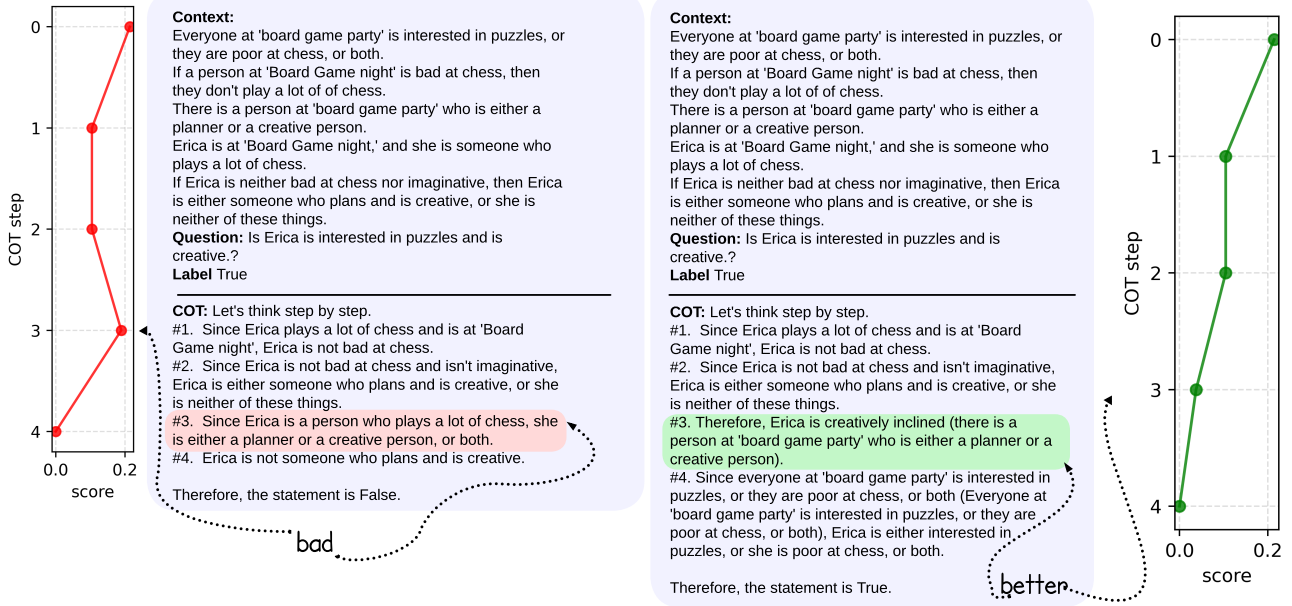 0
1
2
3
4
COT step
0.0 0.2
score
Context:
Everyone at 'board game party' is interested in puzzles, or
they are poor at chess, or both.
If a person at 'Board Game night' is bad at chess, then
they don't play a lot of of chess.
There is a person at 'board game party' who is either a
planner or a creative person.
Erica is at 'Board Game night,' and she is someone who
plays a lot of chess.
If Erica is neither bad at chess nor imaginative, then Erica
is either someone who plans and is creative, or she is
neither of these things.
Question: Is Erica is interested in puzzles and is
creative.?
Label True
COT: Let's think step by step.
#1. Since Erica plays a lot of chess and is at 'Board
Game night', Erica is not bad at chess.
#2. Since Erica is not bad at chess and isn't imaginative,
Erica is either someone who plans and is creative, or she
is neither of these things.
#3. Since Erica is a person who plays a lot of chess, she
is either a planner or a creative person, or both.
#4. Erica is not someone who plans and is creative.
Therefore, the statement is False.
bad
Context:
Everyone at 'board game party' is interested in puzzles, or
they are poor at chess, or both.
If a person at 'Board Game night' is bad at chess, then
they don't play a lot of of chess.
There is a person at 'board game party' who is either a
planner or a creative person.
Erica is at 'Board Game night,' and she is someone who
plays a lot of chess.
If Erica is neither bad at chess nor imaginative, then Erica
is either someone who plans and is creative, or she is
neither of these things.
Question: Is Erica is interested in puzzles and is
creative.?
Label True
COT: Let's think step by step.
#1. Since Erica plays a lot of chess and is at 'Board
Game night', Erica is not bad at chess.
#2. Since Erica is not bad at chess and isn't imaginative,
Erica is either someone who plans and is creative, or she
is neither of these things.
#3. Therefore, Erica is creatively inclined (there is a
person at 'board game party' who is either a planner or a
creative person).
#4. Since everyone at 'board game party' is interested in
puzzles, or they are poor at chess, or both (Everyone at
'board game party' is interested in puzzles, or they are
poor at chess, or both), Erica is either interested in
puzzles, or she is poor at chess, or both.
Therefore, the statement is True.
better
0
1
2
3
4
COT step
0.0 0.2
score